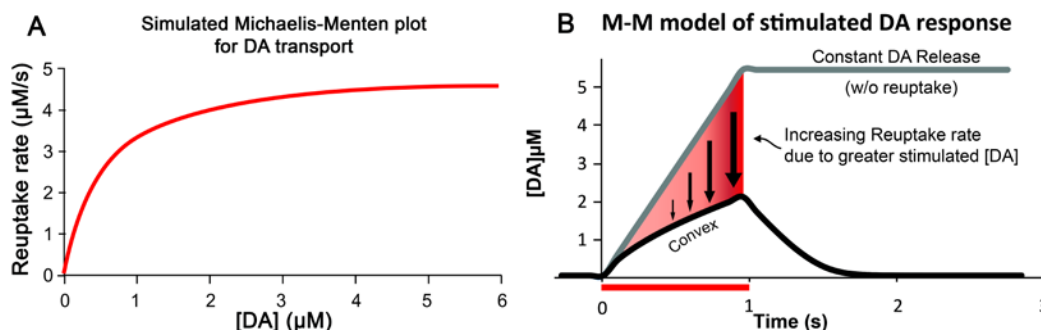 A
Simulated Michaelis-Menten plot
for DA transport
Reuptake rate (µM/s)
5
4
3
2
1
0
0 1 2 3 4 5 6
[DA] (µM)
B
M-M model of stimulated DA response
Constant DA Release
(w/o reuptake)
Increasing Reuptake rate
due to greater stimulated [DA]
[DA]µM
5
4
3
2
1
Convex
0 1 2 3
Time (s)